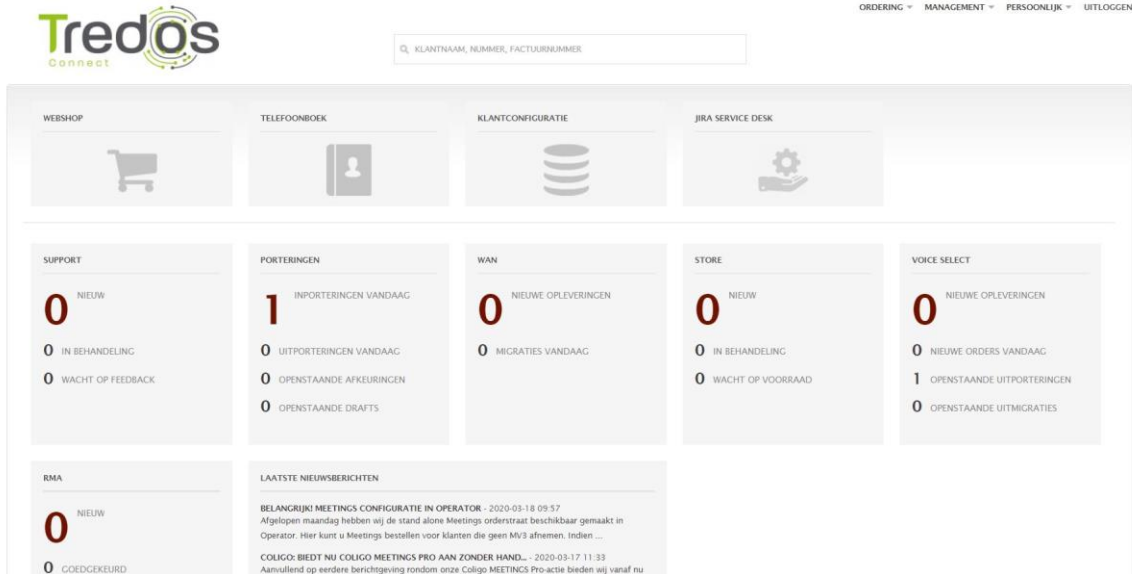 ORDERING MANAGEMENT PERSOONLIJK UITLOGGEN
Tredos
Connect
KLANTNAAM, NUMMER, FACTUURNUMMER
WEBSHOP
TELEFOONBOEK
KLANTCONFIGURATIE
JIRA SERVICE DESK
SUPPORT
0 NIEUW
0 IN BEHANDELING
0 WACHT OP FEEDBACK
PORTERINGEN
1 INPORTERINGEN VANDAAG
0 UITPORTERINGEN VANDAAG
0 OPENSTAANDE AFKEURINGEN
0 OPENSTAANDE DRAFTS
WAN
0 NIEUWE OPLEVERINGEN
0 MIGRATIES VANDAAG
STORE
0 NIEUW
0 IN BEHANDELING
0 WACHT OP VOORRAAD
VOICE SELECT
0 NIEUWE OPLEVERINGEN
0 NIEUWE ORDERS VANDAAG
1 OPENSTAANDE UITPORTERINGEN
0 OPENSTAANDE UITMIGRATIES
RMA
0 NIEUW
0 GOEDGEKEURD
LAATSTE NIEUWSBERICHTEN
BELANGRIJK! MEETINGS CONFIGURATIE IN OPERATOR - 2020-03-18 09:57
Afgelopen maandag hebben wij de stand alone Meetings orderstraat beschikbaar gemaakt in
Operator. Hier kunt u Meetings bestellen voor klanten die geen MV3 afnemen. Indien ...
COLIGO: BIEDT NU COLIGO MEETINGS PRO AAN ZONDER HAND... - 2020-03-17 11:33
Aanvullend op eerdere berichtgeving rondom onze Coligo MEETINGS Pro-actie bieden wij vanaf nu